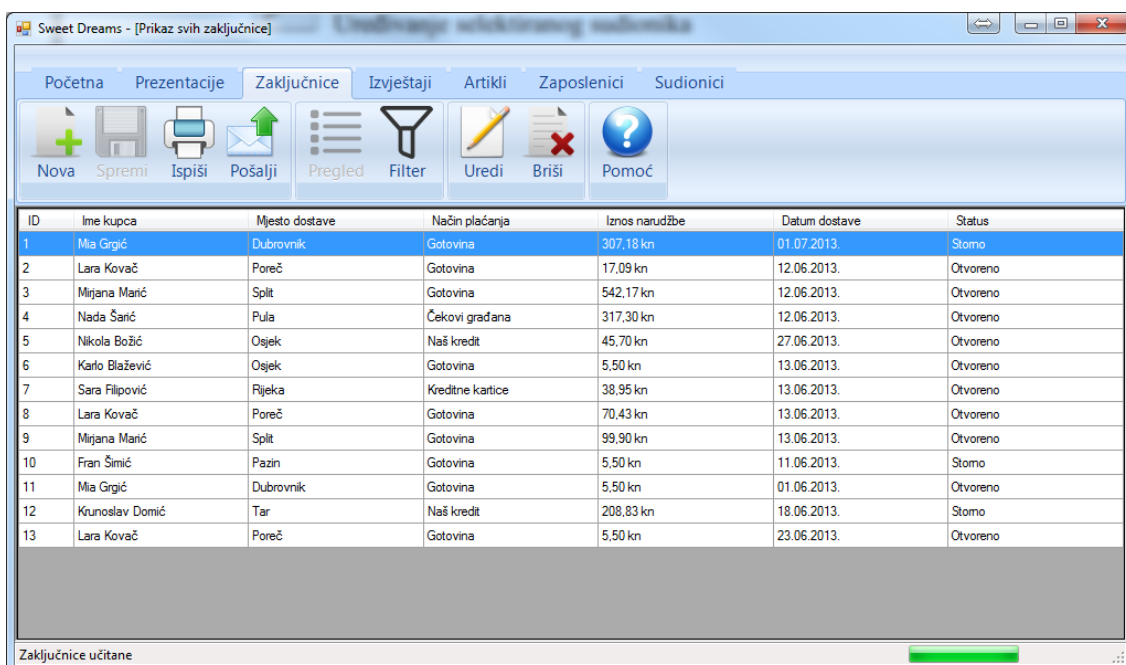 Uređivanje selektiranog sudionika
Sweet Dreams - [Prikaz svih zaključnice]
Početna Prezentacije Zaključnice Izvještaji Artikli Zaposlenici Sudionici
Nova Spremi Ispiši Pošalji Pregled Filter Uredi Briši Pomoć
ID Ime kupca Mjesto dostave Način plaćanja Iznos narudžbe Datum dostave Status
1 Mia Grgić Dubrovnik Gotovina 307,18 kn 01.07.2013. Storno
2 Lara Kovač Poreč Gotovina 17,09 kn 12.06.2013. Otvoreno
3 Mirjana Marić Split Gotovina 542,17 kn 12.06.2013. Otvoreno
4 Nada Šarić Pula Čekovi građana 317,30 kn 12.06.2013. Otvoreno
5 Nikola Božić Osjek Naš kredit 45,70 kn 27.06.2013. Otvoreno
6 Karlo Blažević Osjek Gotovina 5,50 kn 13.06.2013. Otvoreno
7 Sara Filipović Rijeka Kreditne kartice 38,95 kn 13.06.2013. Otvoreno
8 Lara Kovač Poreč Gotovina 70,43 kn 13.06.2013. Otvoreno
9 Mirjana Marić Split Gotovina 99,90 kn 13.06.2013. Otvoreno
10 Fran Šimić Pazin Gotovina 5,50 kn 11.06.2013. Storno
11 Mia Grgić Dubrovnik Gotovina 5,50 kn 01.06.2013. Otvoreno
12 Krunoslav Domić Tar Naš kredit 208,83 kn 18.06.2013. Storno
13 Lara Kovač Poreč Gotovina 5,50 kn 23.06.2013. Otvoreno
Zaključnice učitane